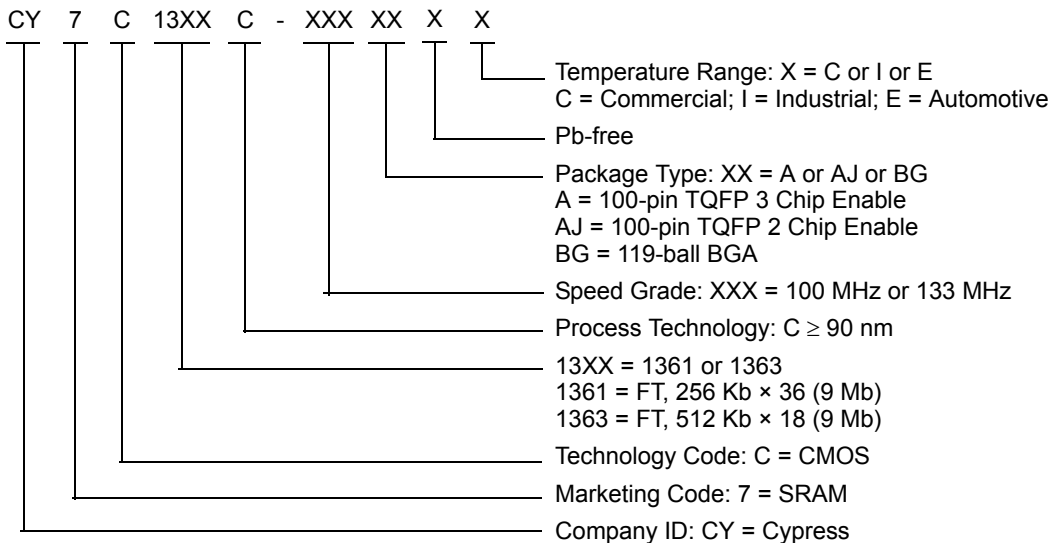 CY 7 C 13XX C - XXX XX X X
Temperature Range: X = C or I or E
C = Commercial; I = Industrial; E = Automotive
Pb-free
Package Type: XX = A or AJ or BG
A = 100-pin TQFP 3 Chip Enable
AJ = 100-pin TQFP 2 Chip Enable
BG = 119-ball BGA
Speed Grade: XXX = 100 MHz or 133 MHz
Process Technology: C ≥ 90 nm
13XX = 1361 or 1363
1361 = FT, 256 Kb × 36 (9 Mb)
1363 = FT, 512 Kb × 18 (9 Mb)
Technology Code: C = CMOS
Marketing Code: 7 = SRAM
Company ID: CY = Cypress